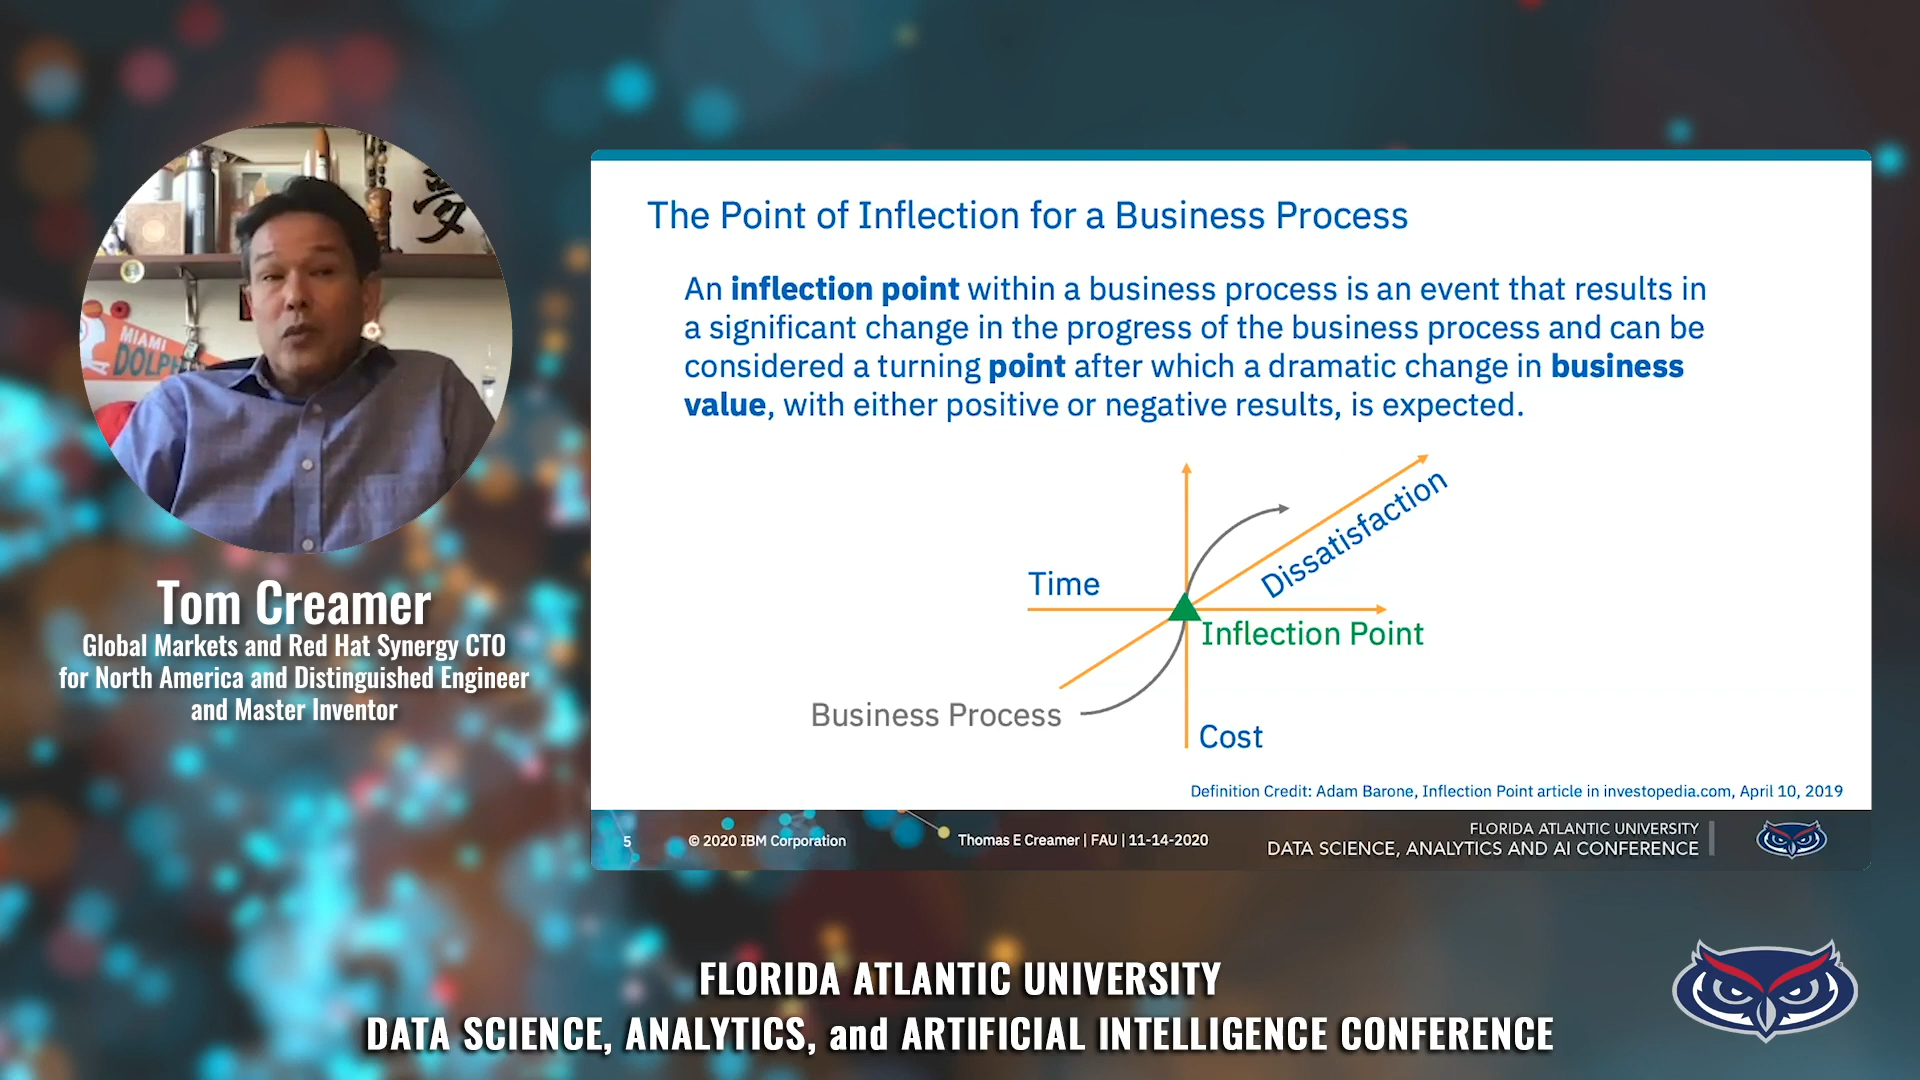 夢
MIAMI
DOLPH
Tom Creamer
Global Markets and Red Hat Synergy CTO
for North America and Distinguished Engineer
and Master Inventor
The Point of Inflection for a Business Process
An inflection point within a business process is an event that results in
a significant change in the progress of the business process and can be
considered a turning point after which a dramatic change in business
value, with either positive or negative results, is expected.
Dissatisfaction
Time
Inflection Point
Business Process
Cost
Definition Credit: Adam Barone, Inflection Point article in investopedia.com, April 10, 2019
5
© 2020 IBM Corporation
Thomas E Creamer | FAU | 11-14-2020
FLORIDA ATLANTIC UNIVERSITY
DATA SCIENCE, ANALYTICS AND AI CONFERENCE
FLORIDA ATLANTIC UNIVERSITY
DATA SCIENCE, ANALYTICS, and ARTIFICIAL INTELLIGENCE CONFERENCE